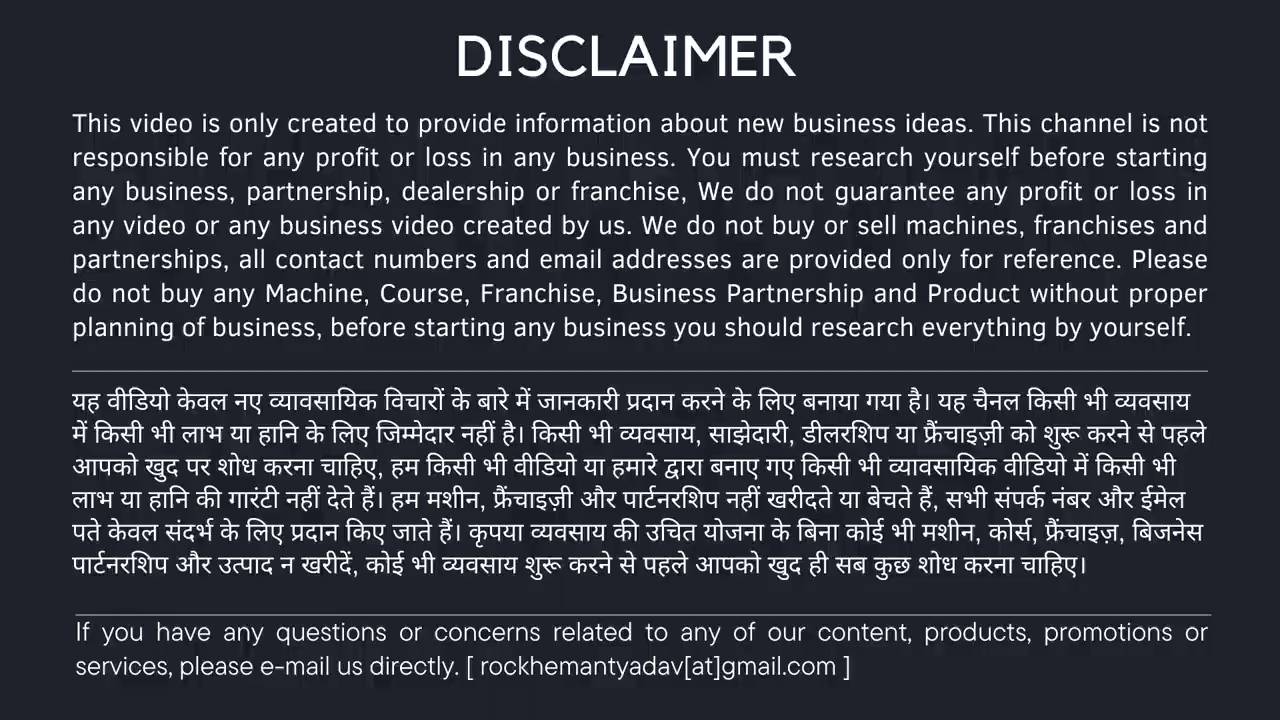 DISCLAIMER
This video is only created to provide information about new business ideas. This channel is not
responsible for any profit or loss in any business. You must research yourself before starting
any business, partnership, dealership or franchise, We do not guarantee any profit or loss in
any video or any business video created by us. We do not buy or sell machines, franchises and
partnerships, all contact numbers and email addresses are provided only for reference. Please
do not buy any Machine, Course, Franchise, Business Partnership and Product without proper
planning of business, before starting any business you should research everything by yourself.
यह वीडियो केवल नए व्यावसायिक विचारों के बारे में जानकारी प्रदान करने के लिए बनाया गया है। यह चैनल किसी भी व्यवसाय
में किसी भी लाभ या हानि के लिए जिम्मेदार नहीं है। किसी भी व्यवसाय, साझेदारी, डीलरशिप या फ्रैंचाइज़ी को शुरू करने से पहले
आपको खुद पर शोध करना चाहिए, हम किसी भी वीडियो या हमारे द्वारा बनाए गए किसी भी व्यावसायिक वीडियो में किसी भी
लाभ या हानि की गारंटी नहीं देते हैं। हम मशीन, फ्रैंचाइज़ी और पार्टनरशिप नहीं खरीदते या बेचते हैं, सभी संपर्क नंबर और ईमेल
पते केवल संदर्भ के लिए प्रदान किए जाते हैं। कृपया व्यवसाय की उचित योजना के बिना कोई भी मशीन, कोर्स, फ्रैंचाइज़, बिजनेस
पार्टनरशिप और उत्पाद न खरीदें, कोई भी व्यवसाय शुरू करने से पहले आपको खुद ही सब कुछ शोध करना चाहिए।
If you have any questions or concerns related to any of our content, products, promotions or
services, please e-mail us directly. [ rockhemantyadav[at]gmail.com ]